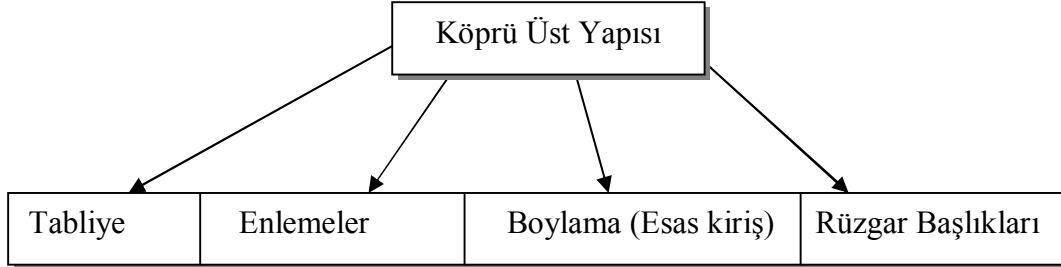 Köprü Üst Yapısı
Tabliye
Enlemeler
Boylama (Esas kiriş)
Rüzgar Başlıkları